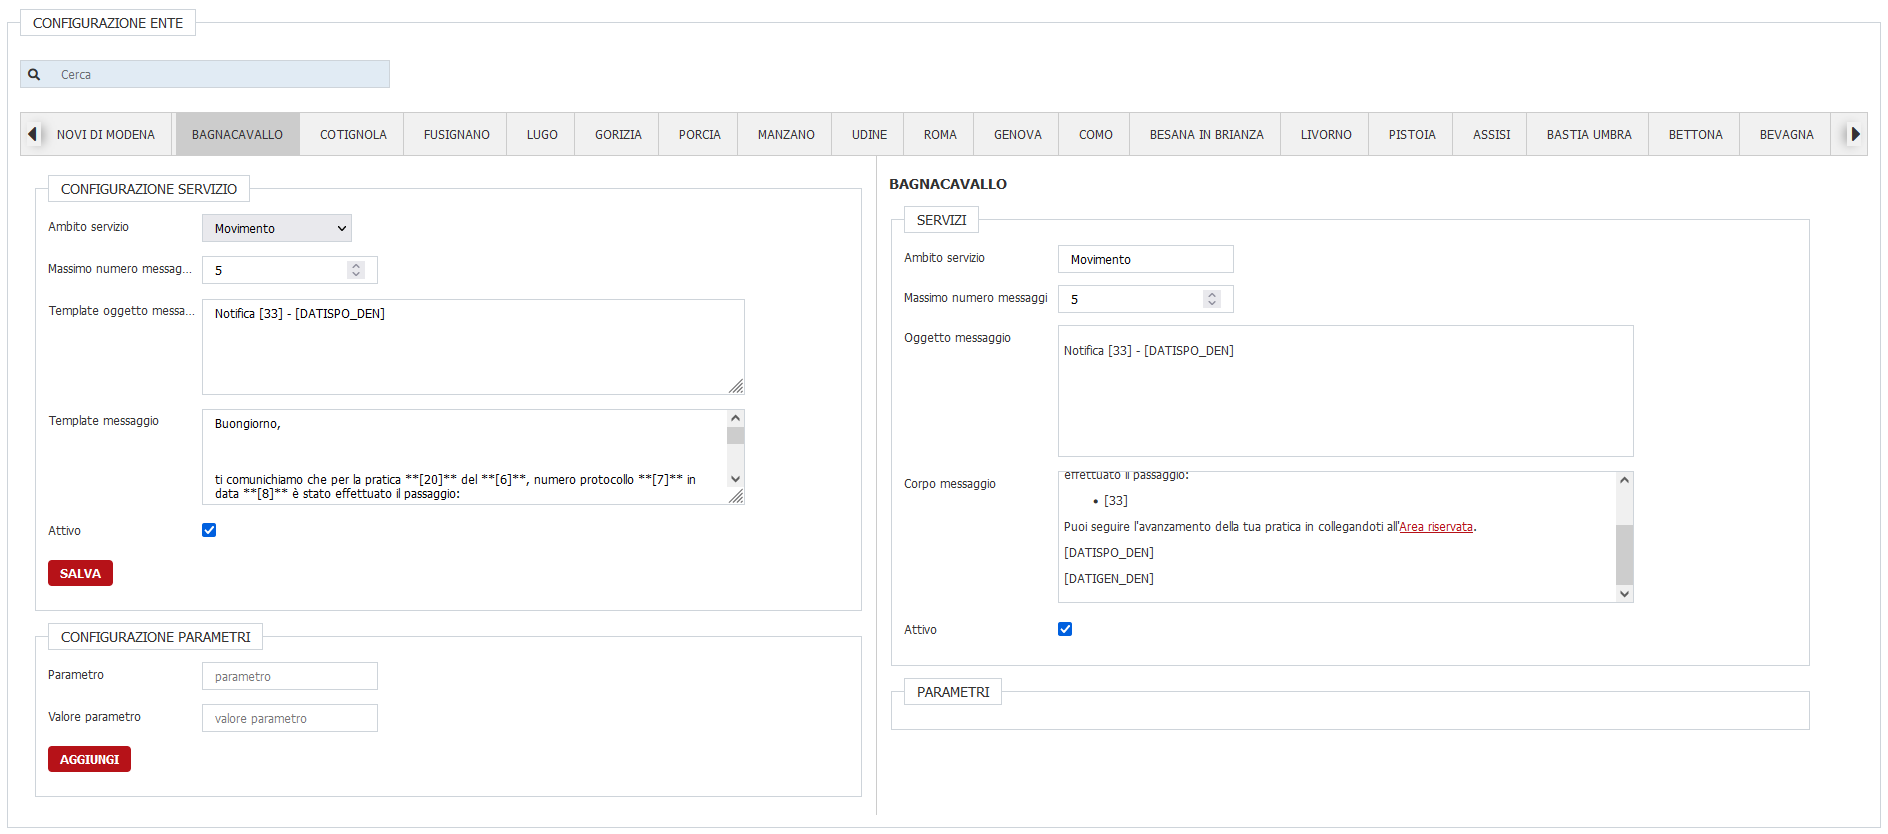 CONFIGURAZIONE ENTE
Cerca
NOVI DI MODENA BAGNACAVALLO COTIGNOLA FUSIGNANO LUGO GORIZIA PORCIA MANZANO UDINE ROMA GENOVA COMO BESANA IN BRIANZA LIVORNO PISTOIA ASSISI BASTIA UMBRA BETTONA BEVAGNA
CONFIGURAZIONE SERVIZIO
Ambito servizio Movimento
Massimo numero messag... 5
Template oggetto messa... Notifica [33] - [DATISPO_DEN]
Template messaggio Buongiorno,
ti comunichiamo che per la pratica **[20]** del **[6]**, numero protocollo **[7]** in
data **[8]** è stato effettuato il passaggio:
Attivo
SALVA
CONFIGURAZIONE PARAMETRI
Parametro parametro
Valore parametro valore parametro
AGGIUNGI
BAGNACAVALLO
SERVIZI
Ambito servizio Movimento
Massimo numero messaggi 5
Oggetto messaggio
Notifica [33] - [DATISPO_DEN]
Corpo messaggio
effettuato il passaggio:
• [33]
Puoi seguire l'avanzamento della tua pratica in collegandoti all'Area riservata.
[DATISPO_DEN]
[DATIGEN_DEN]
Attivo
PARAMETRI